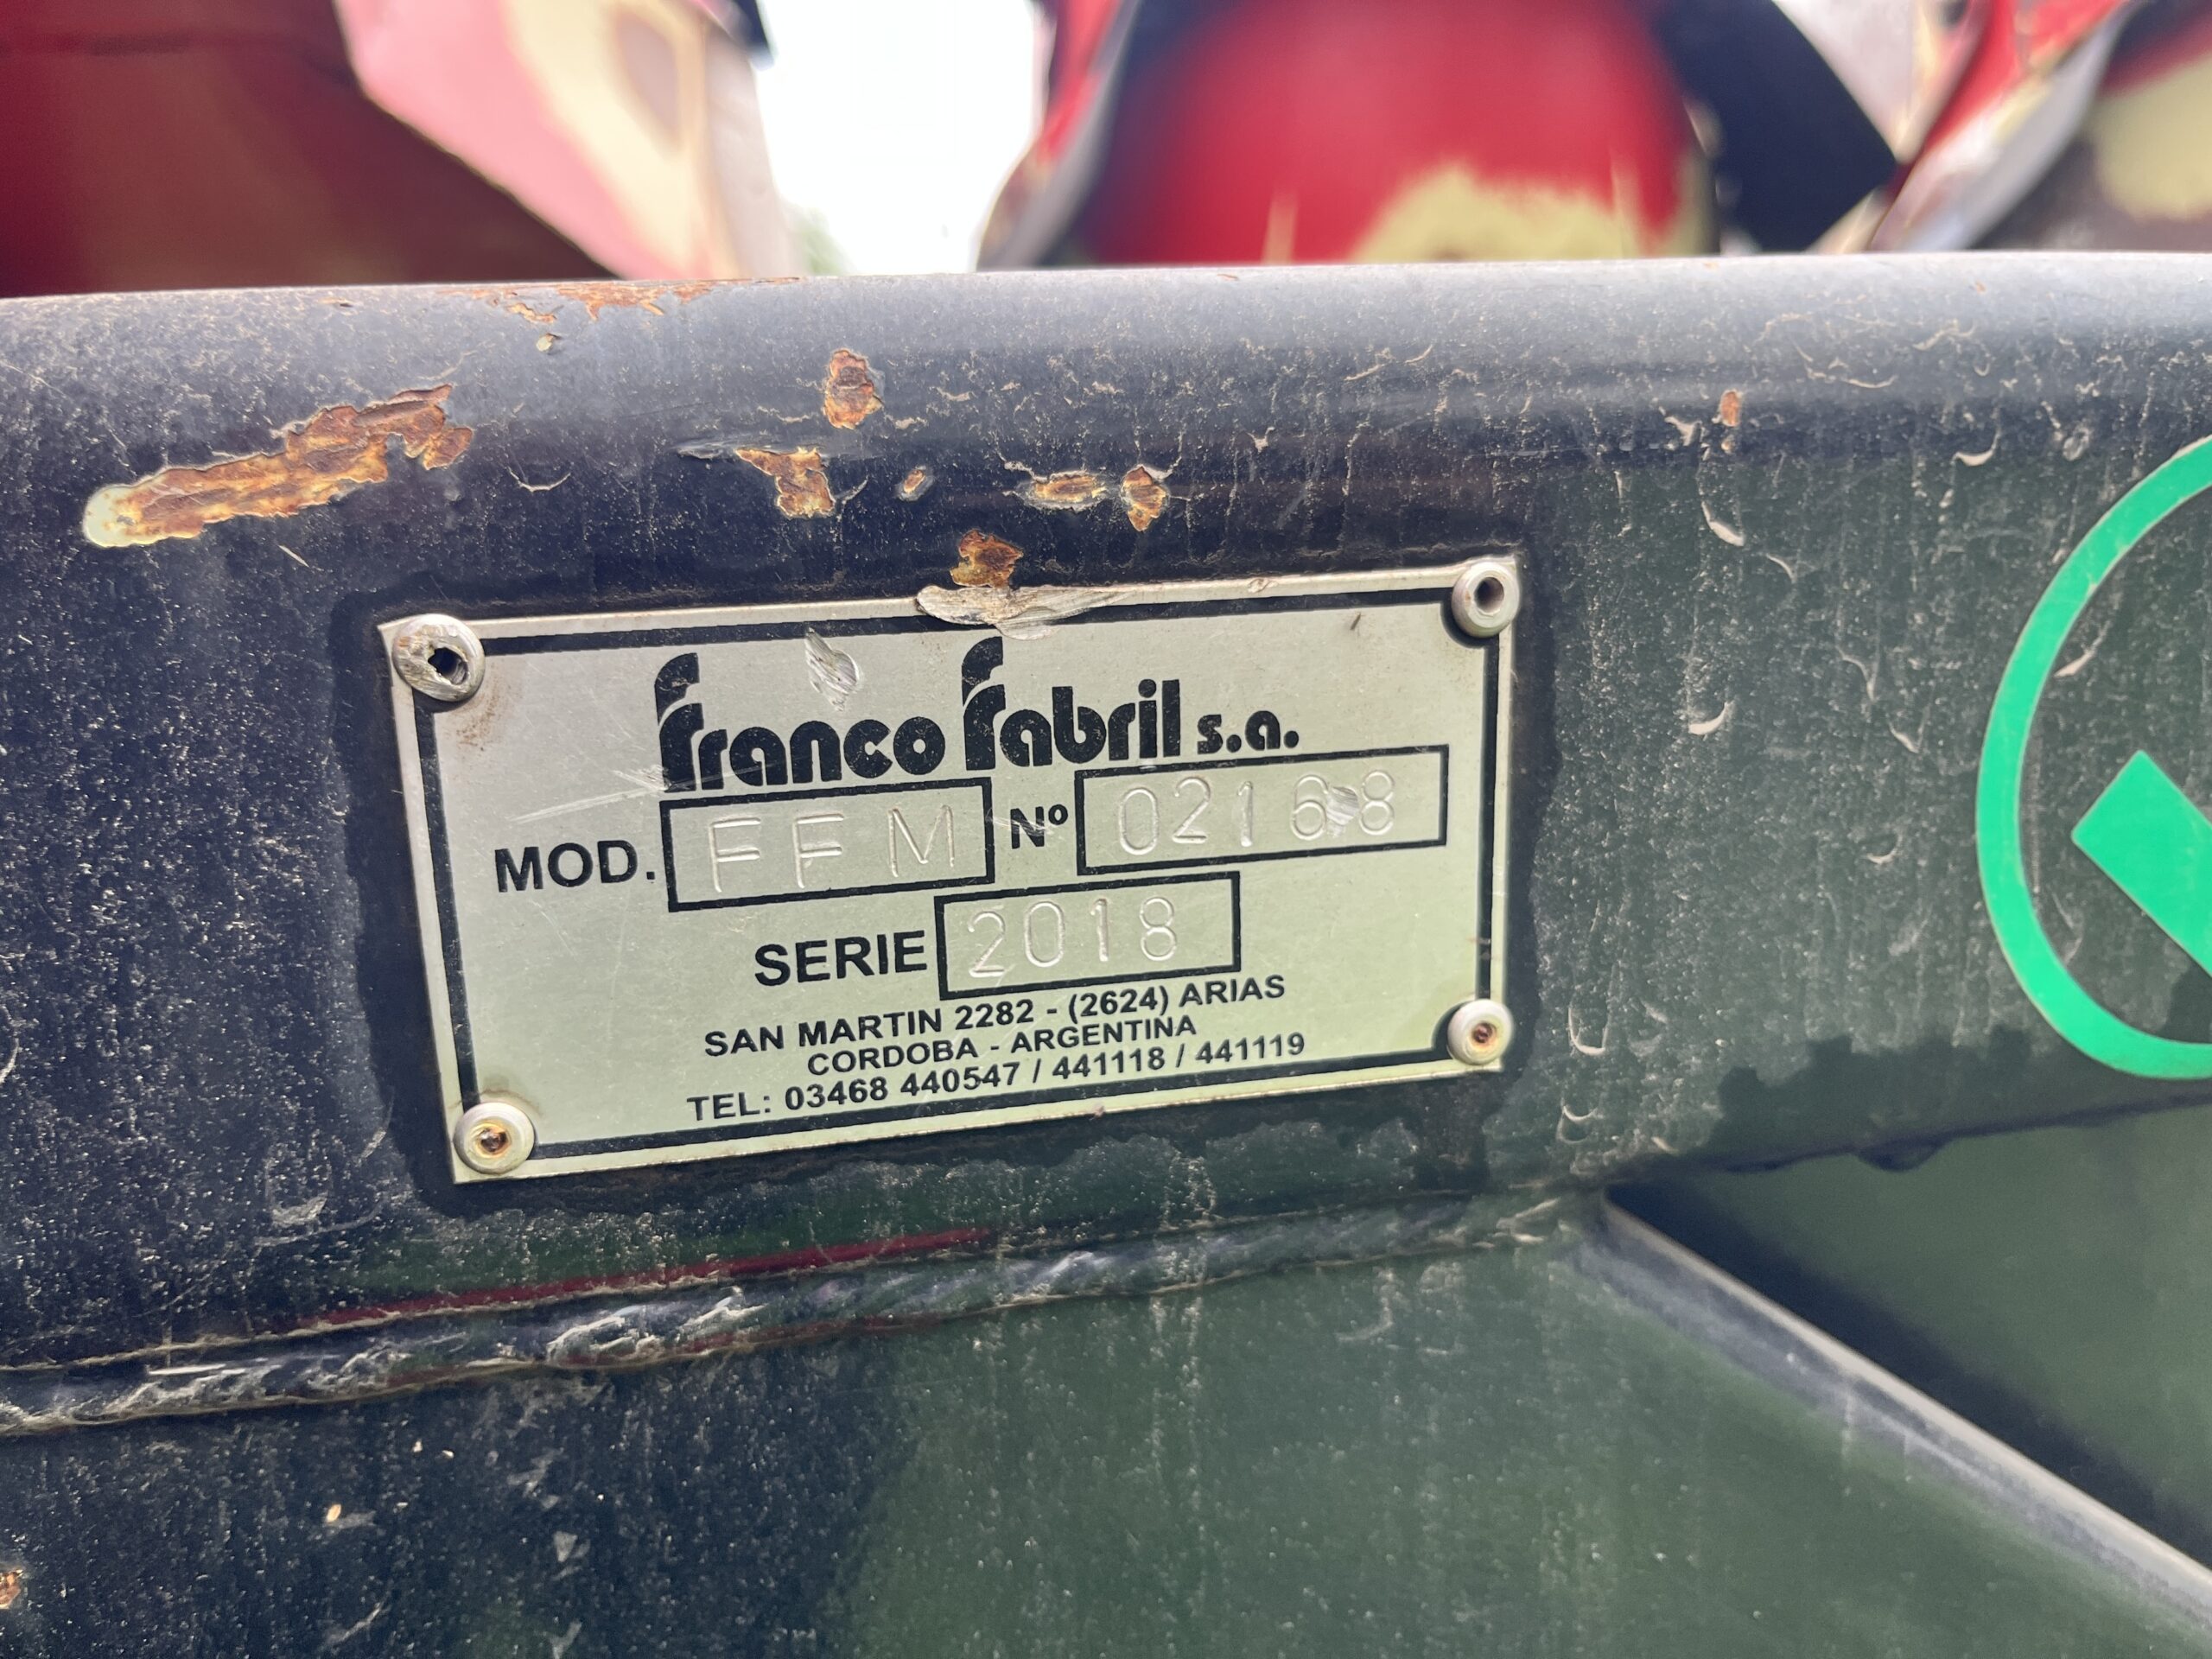 Franco Fabril s.a.
MOD. FFM Nº 02168
SERIE 2018
SAN MARTIN 2282 - (2624) ARIAS
CORDOBA - ARGENTINA
TEL: 03468 440547 / 441118 / 441119